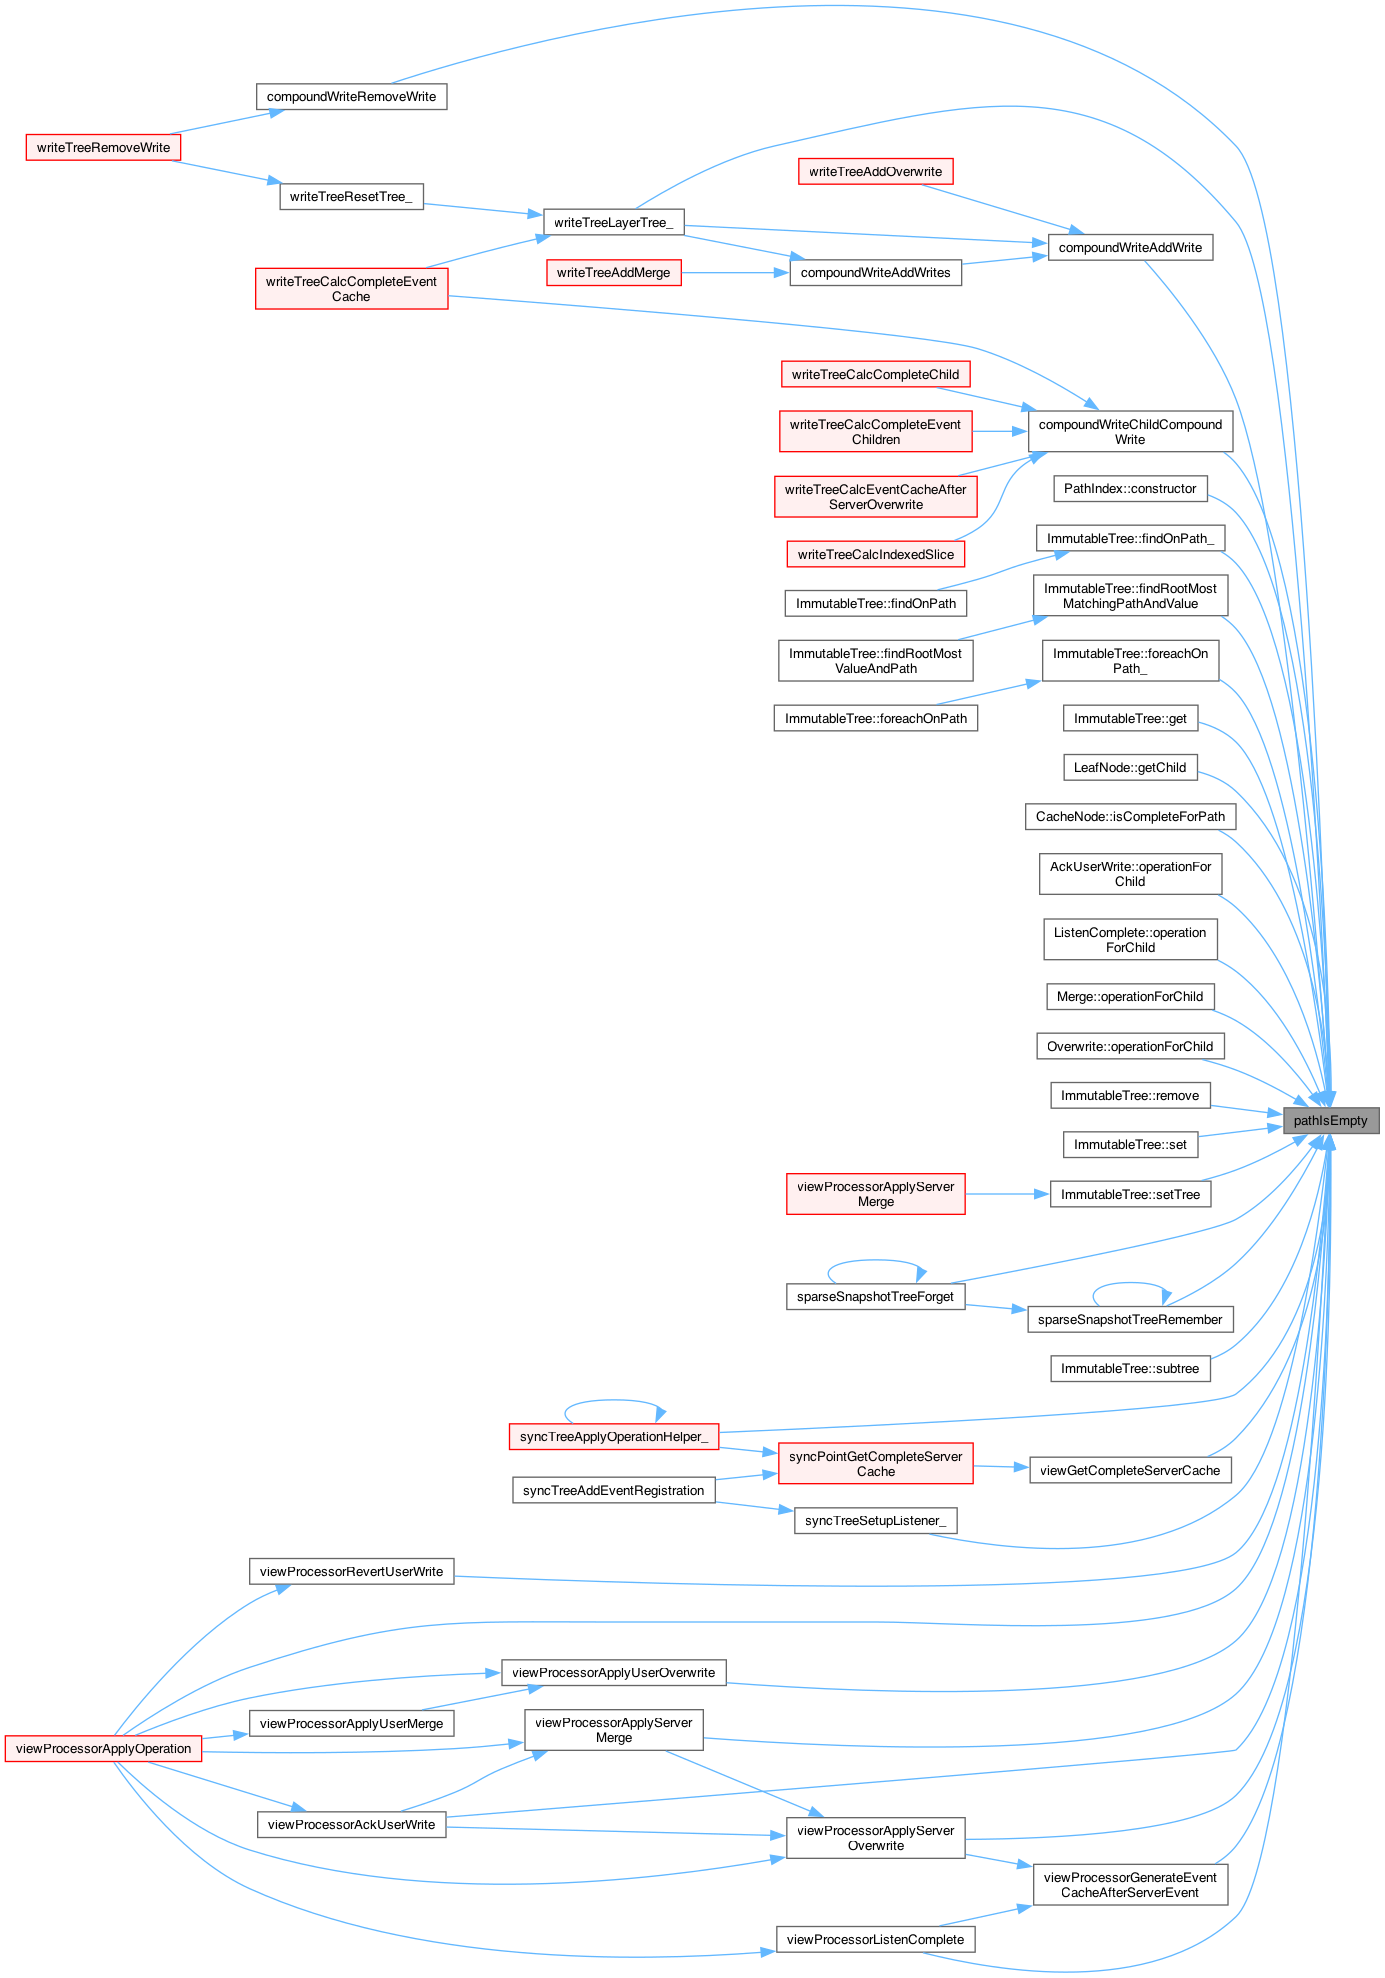 compoundWriteRemoveWrite
writeTreeRemoveWrite
writeTreeAddOverwrite
writeTreeResetTree_
writeTreeLayerTree_
compoundWriteAddWrite
writeTreeAddMerge
compoundWriteAddWrites
writeTreeCalcCompleteEvent
Cache
writeTreeCalcCompleteChild
writeTreeCalcCompleteEvent
Children
compoundWriteChildCompound
Write
writeTreeCalcEventCacheAfter
ServerOverwrite
PathIndex::constructor
writeTreeCalcIndexedSlice
ImmutableTree::findOnPath_
ImmutableTree::findOnPath
ImmutableTree::findRootMost
MatchingPathAndValue
ImmutableTree::findRootMost
ValueAndPath
ImmutableTree::foreachOn
Path_
ImmutableTree::foreachOnPath
ImmutableTree::get
LeafNode::getChild
CacheNode::isCompleteForPath
AckUserWrite::operationFor
Child
ListenComplete::operation
ForChild
Merge::operationForChild
Overwrite::operationForChild
ImmutableTree::remove
pathIsEmpty
ImmutableTree::set
viewProcessorApplyServer
Merge
ImmutableTree::setTree
sparseSnapshotTreeForget
sparseSnapshotTreeRemember
ImmutableTree::subtree
syncTreeApplyOperationHelper_
syncPointGetCompleteServer
Cache
viewGetCompleteServerCache
syncTreeAddEventRegistration
syncTreeSetupListener_
viewProcessorRevertUserWrite
viewProcessorApplyUserOverwrite
viewProcessorApplyUserMerge
viewProcessorApplyServer
Merge
viewProcessorApplyOperation
viewProcessorAckUserWrite
viewProcessorApplyServer
Overwrite
viewProcessorGenerateEvent
CacheAfterServerEvent
viewProcessorListenComplete